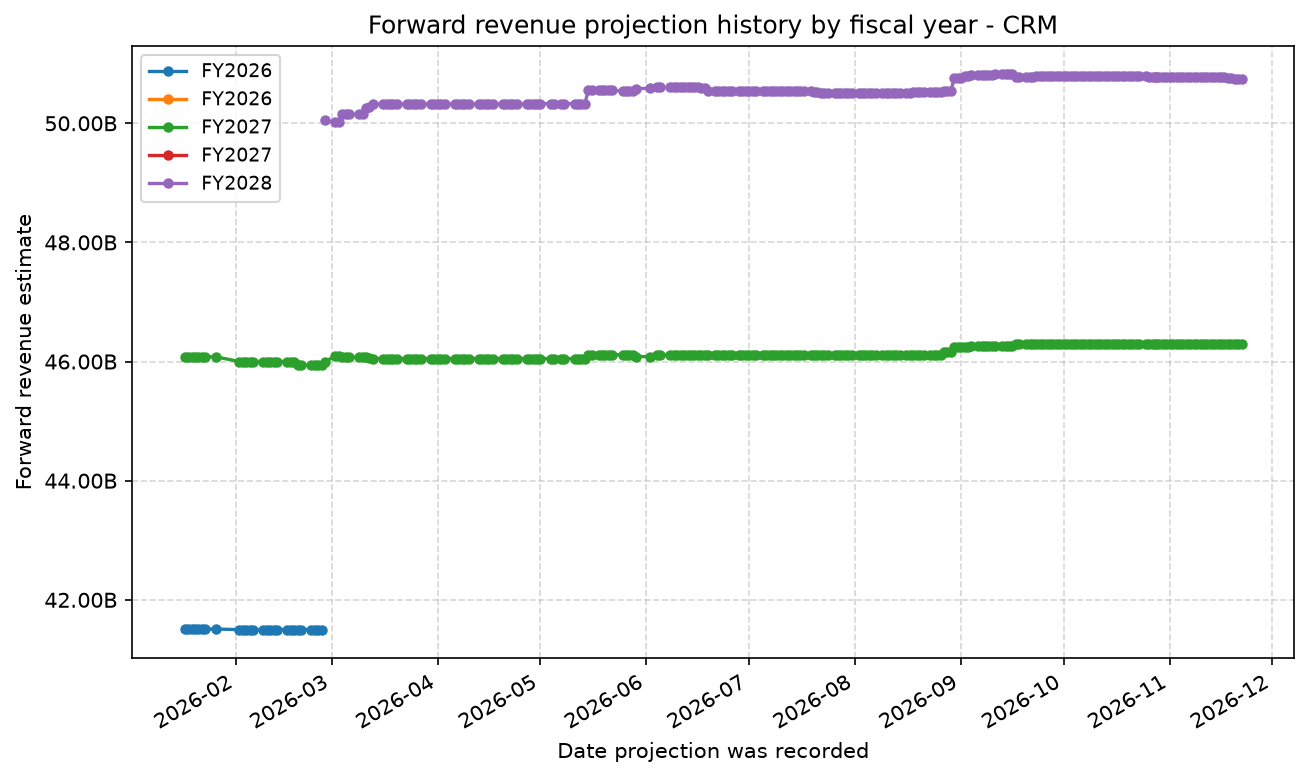 Forward revenue projection history by fiscal year - CRM
FY2026
FY2026
FY2027
FY2027
FY2028
50.00B
48.00B
46.00B
44.00B
42.00B
Forward revenue estimate
2026-02
2026-03
2026-04
2026-05
2026-06
2026-07
2026-08
2026-09
2026-10
2026-11
2026-12
Date projection was recorded